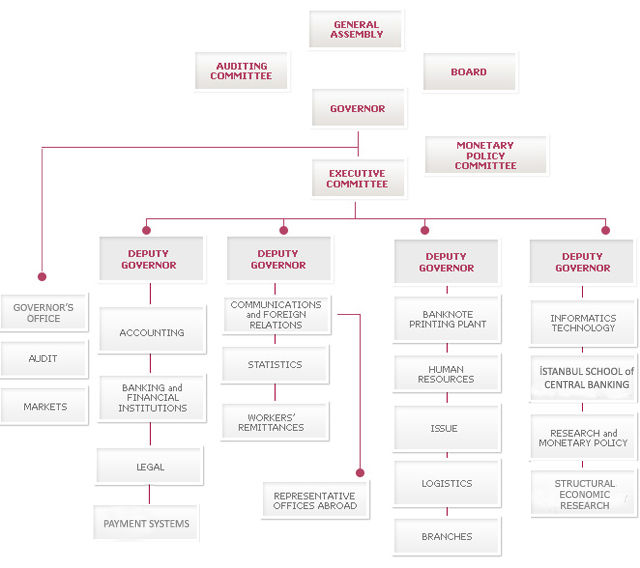 GENERAL
ASSEMBLY
AUDITING
COMMITTEE
BOARD
GOVERNOR
MONETARY
POLICY
COMMITTEE
EXECUTIVE
COMMITTEE
DEPUTY
GOVERNOR
DEPUTY
GOVERNOR
DEPUTY
GOVERNOR
DEPUTY
GOVERNOR
GOVERNOR'S
OFFICE
AUDIT
MARKETS
ACCOUNTING
BANKING and
FINANCIAL
INSTITUTIONS
LEGAL
PAYMENT SYSTEMS
COMMUNICATIONS
and FOREIGN
RELATIONS
STATISTICS
WORKERS'
REMITTANCES
REPRESENTATIVE
OFFICES ABROAD
BANKNOTE
PRINTING PLANT
HUMAN
RESOURCES
ISSUE
LOGISTICS
BRANCHES
INFORMATICS
TECHNOLOGY
İSTANBUL SCHOOL of
CENTRAL BANKING
RESEARCH and
MONETARY POLICY
STRUCTURAL
ECONOMIC
RESEARCH